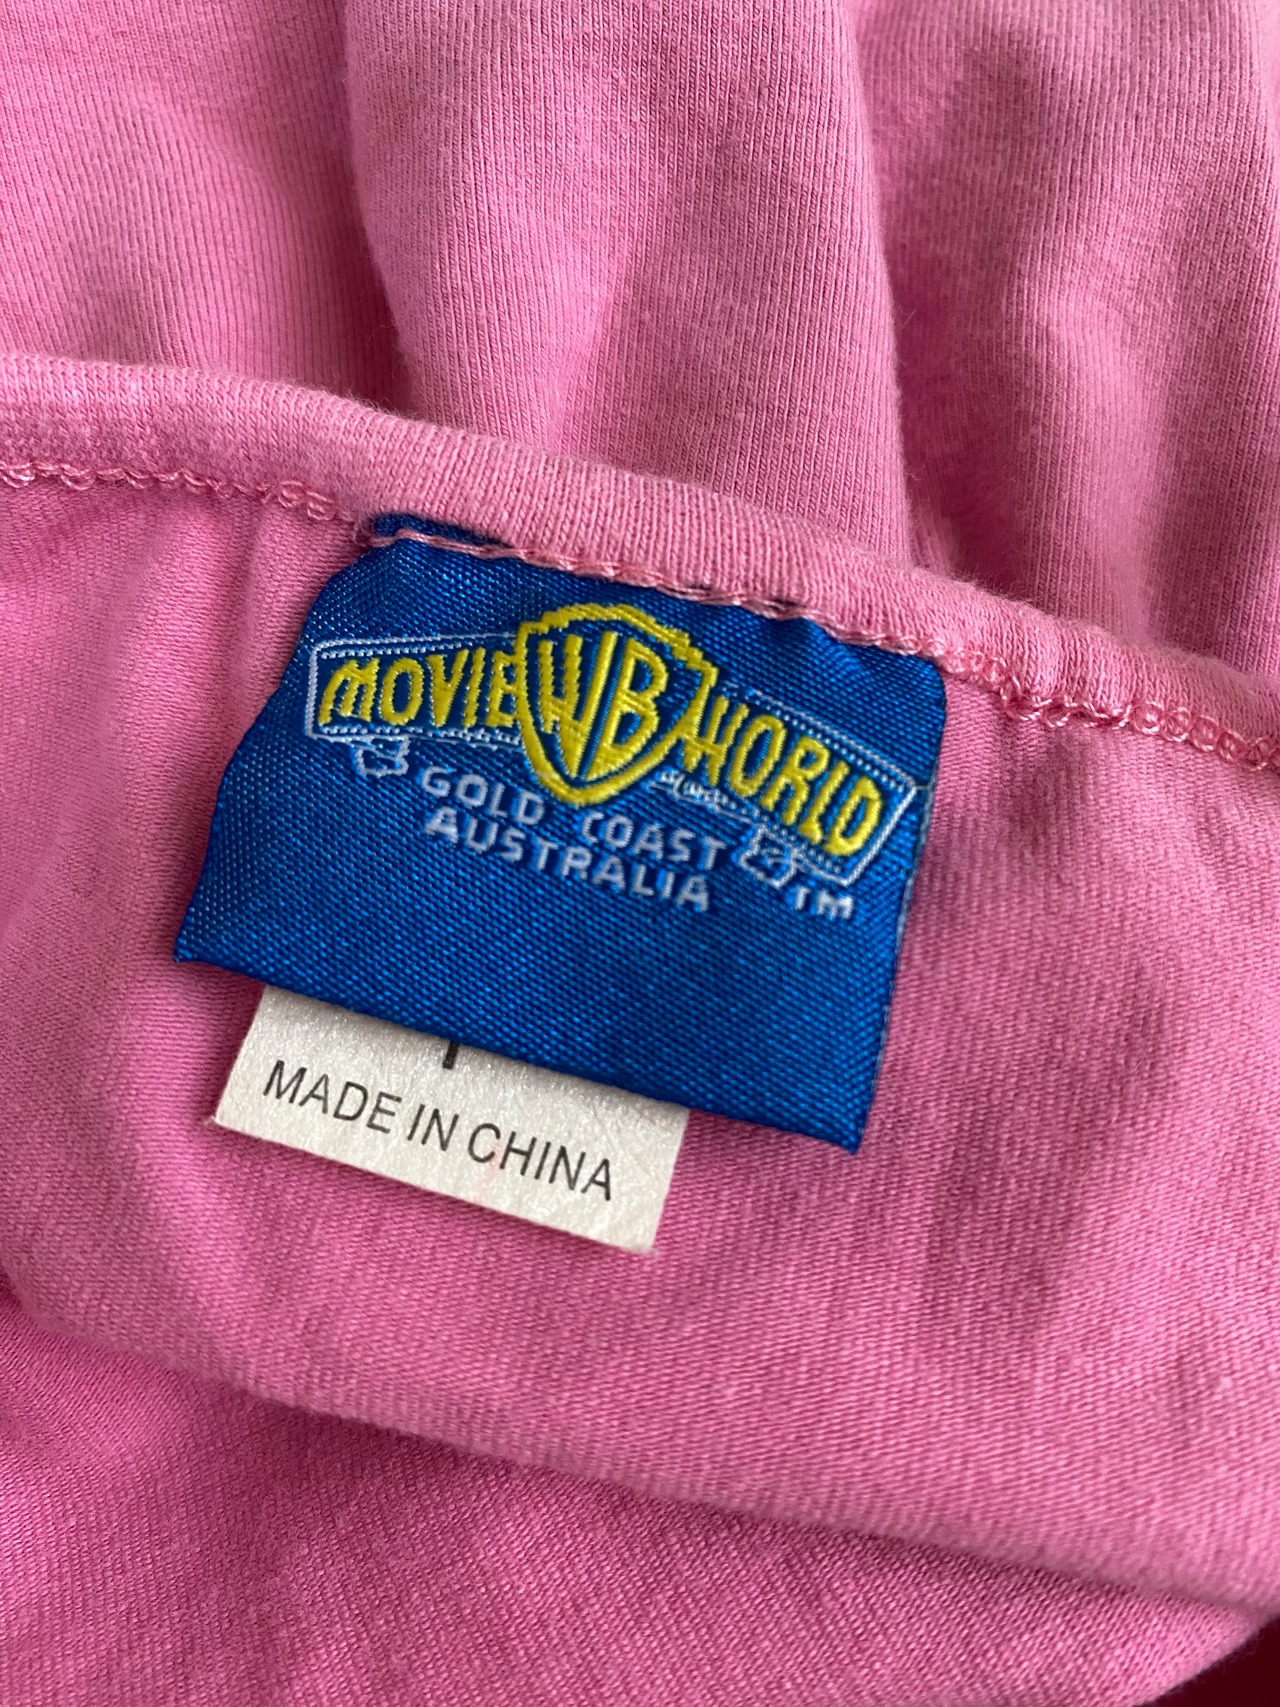 MOVIE WB WORLD
GOLD COAST
AUSTRALIA
TM
MADE IN CHINA